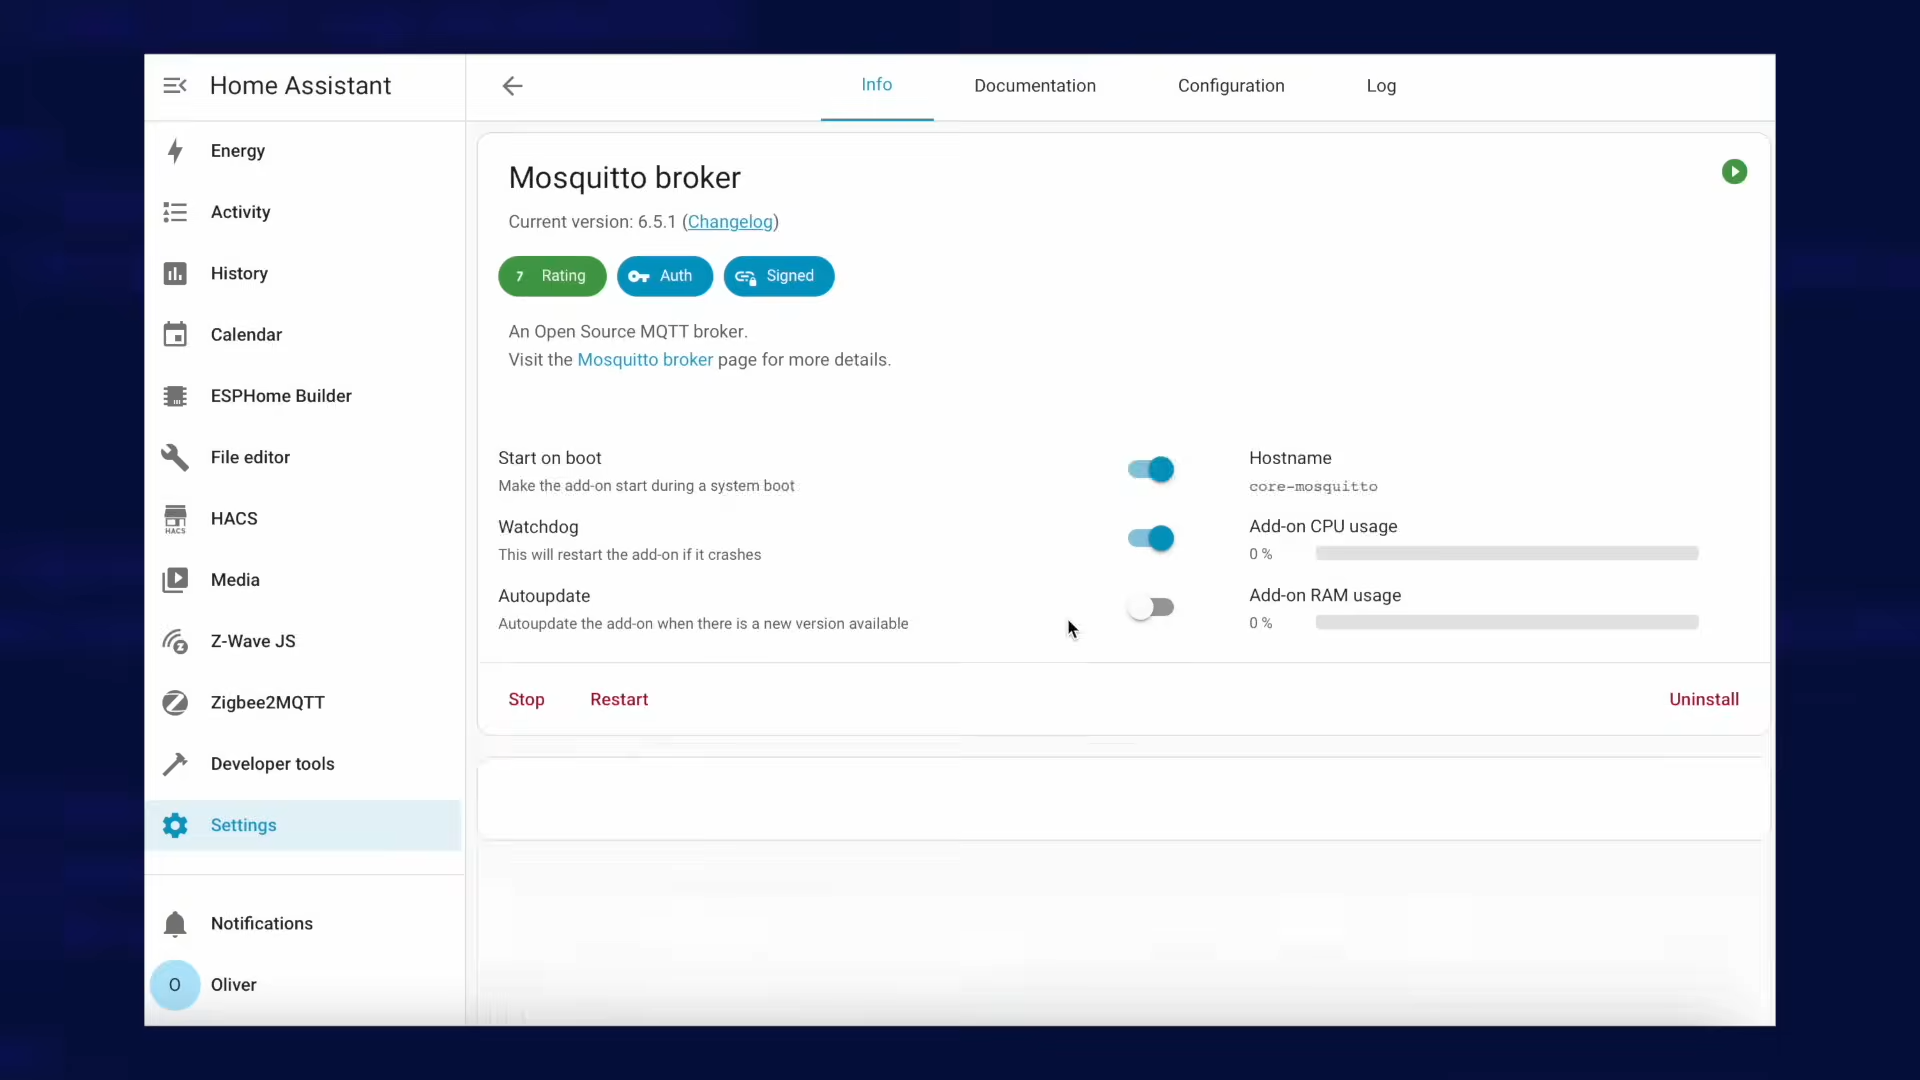 Home Assistant
Energy
Activity
History
Calendar
ESPHome Builder
File editor
HACS
HACS
Media
Z-Wave JS
Zigbee2MQTT
Developer tools
Settings
Notifications
O
Oliver
Info
Documentation
Configuration
Log
Mosquitto broker
Current version: 6.5.1 (Changelog)
7 Rating
Auth
Signed
An Open Source MQTT broker.
Visit the Mosquitto broker page for more details.
Start on boot
Make the add-on start during a system boot
Watchdog
This will restart the add-on if it crashes
Autoupdate
Autoupdate the add-on when there is a new version available
Hostname
core-mosquitto
Add-on CPU usage
0 %
Add-on RAM usage
0 %
Stop
Restart
Uninstall